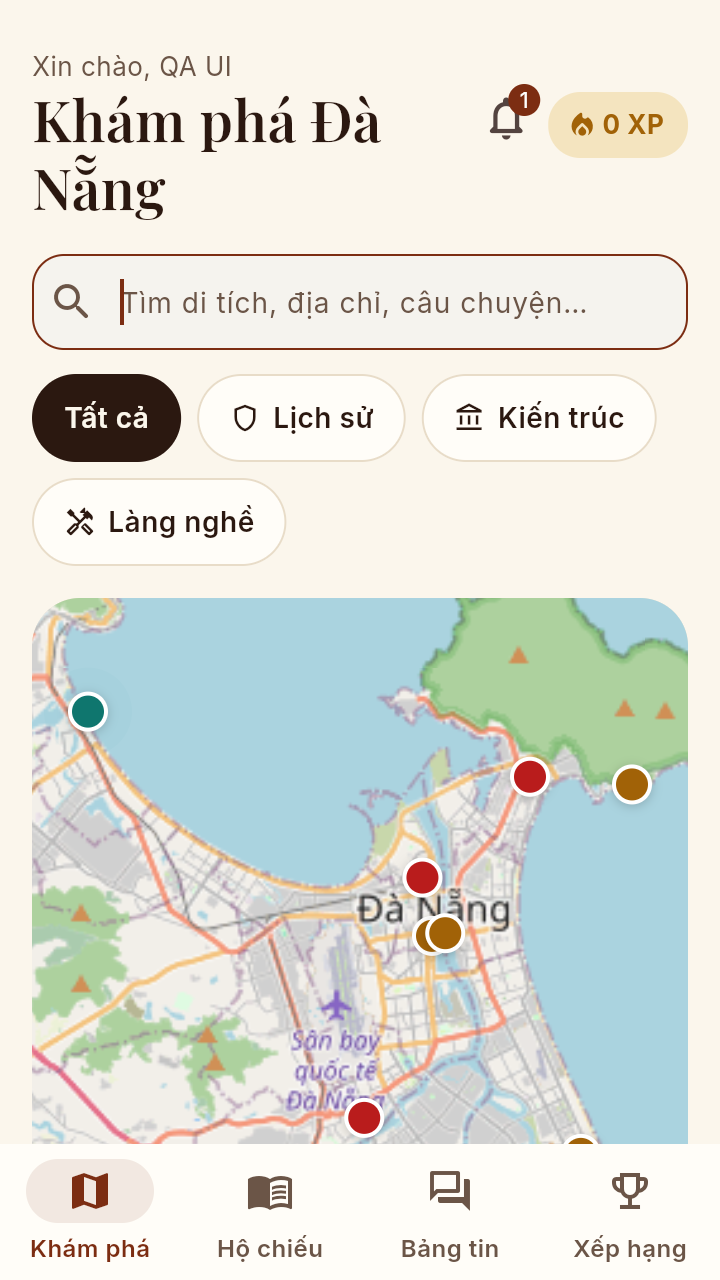 Xin chào, QA UI
Khám phá Đà
Nẵng
1
0 XP
Tìm di tích, địa chỉ, câu chuyện...
Tất cả
Lịch sử
Kiến trúc
Làng nghề
Đà Nẵng
Sân bay
quốc tế
Đà Nẵng
Khám phá
Hộ chiếu
Bảng tin
Xếp hạng